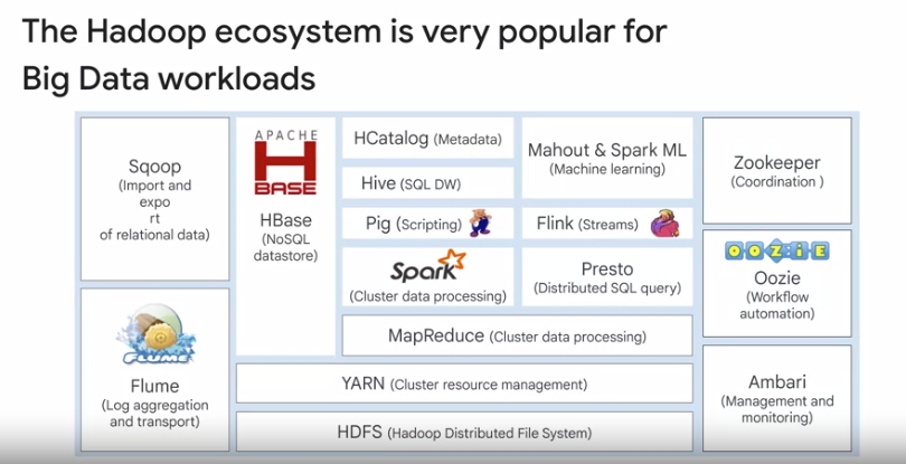 The Hadoop ecosystem is very popular for
Big Data workloads
Sqoop
(Import and
expo
rt
of relational data)
FLUME
Flume
(Log aggregation
and transport)
APACHE
HBASE
HBase
(NoSQL
datastore)
HCatalog (Metadata)
Hive (SQL DW)
Pig (Scripting)
Spark
(Cluster data processing)
Mahout & Spark ML
(Machine learning)
Flink (Streams)
Presto
(Distributed SQL query)
MapReduce (Cluster data processing)
YARN (Cluster resource management)
HDFS (Hadoop Distributed File System)
Zookeeper
(Coordination )
OOZIE
Oozie
(Workflow
automation)
Ambari
(Management and
monitoring)